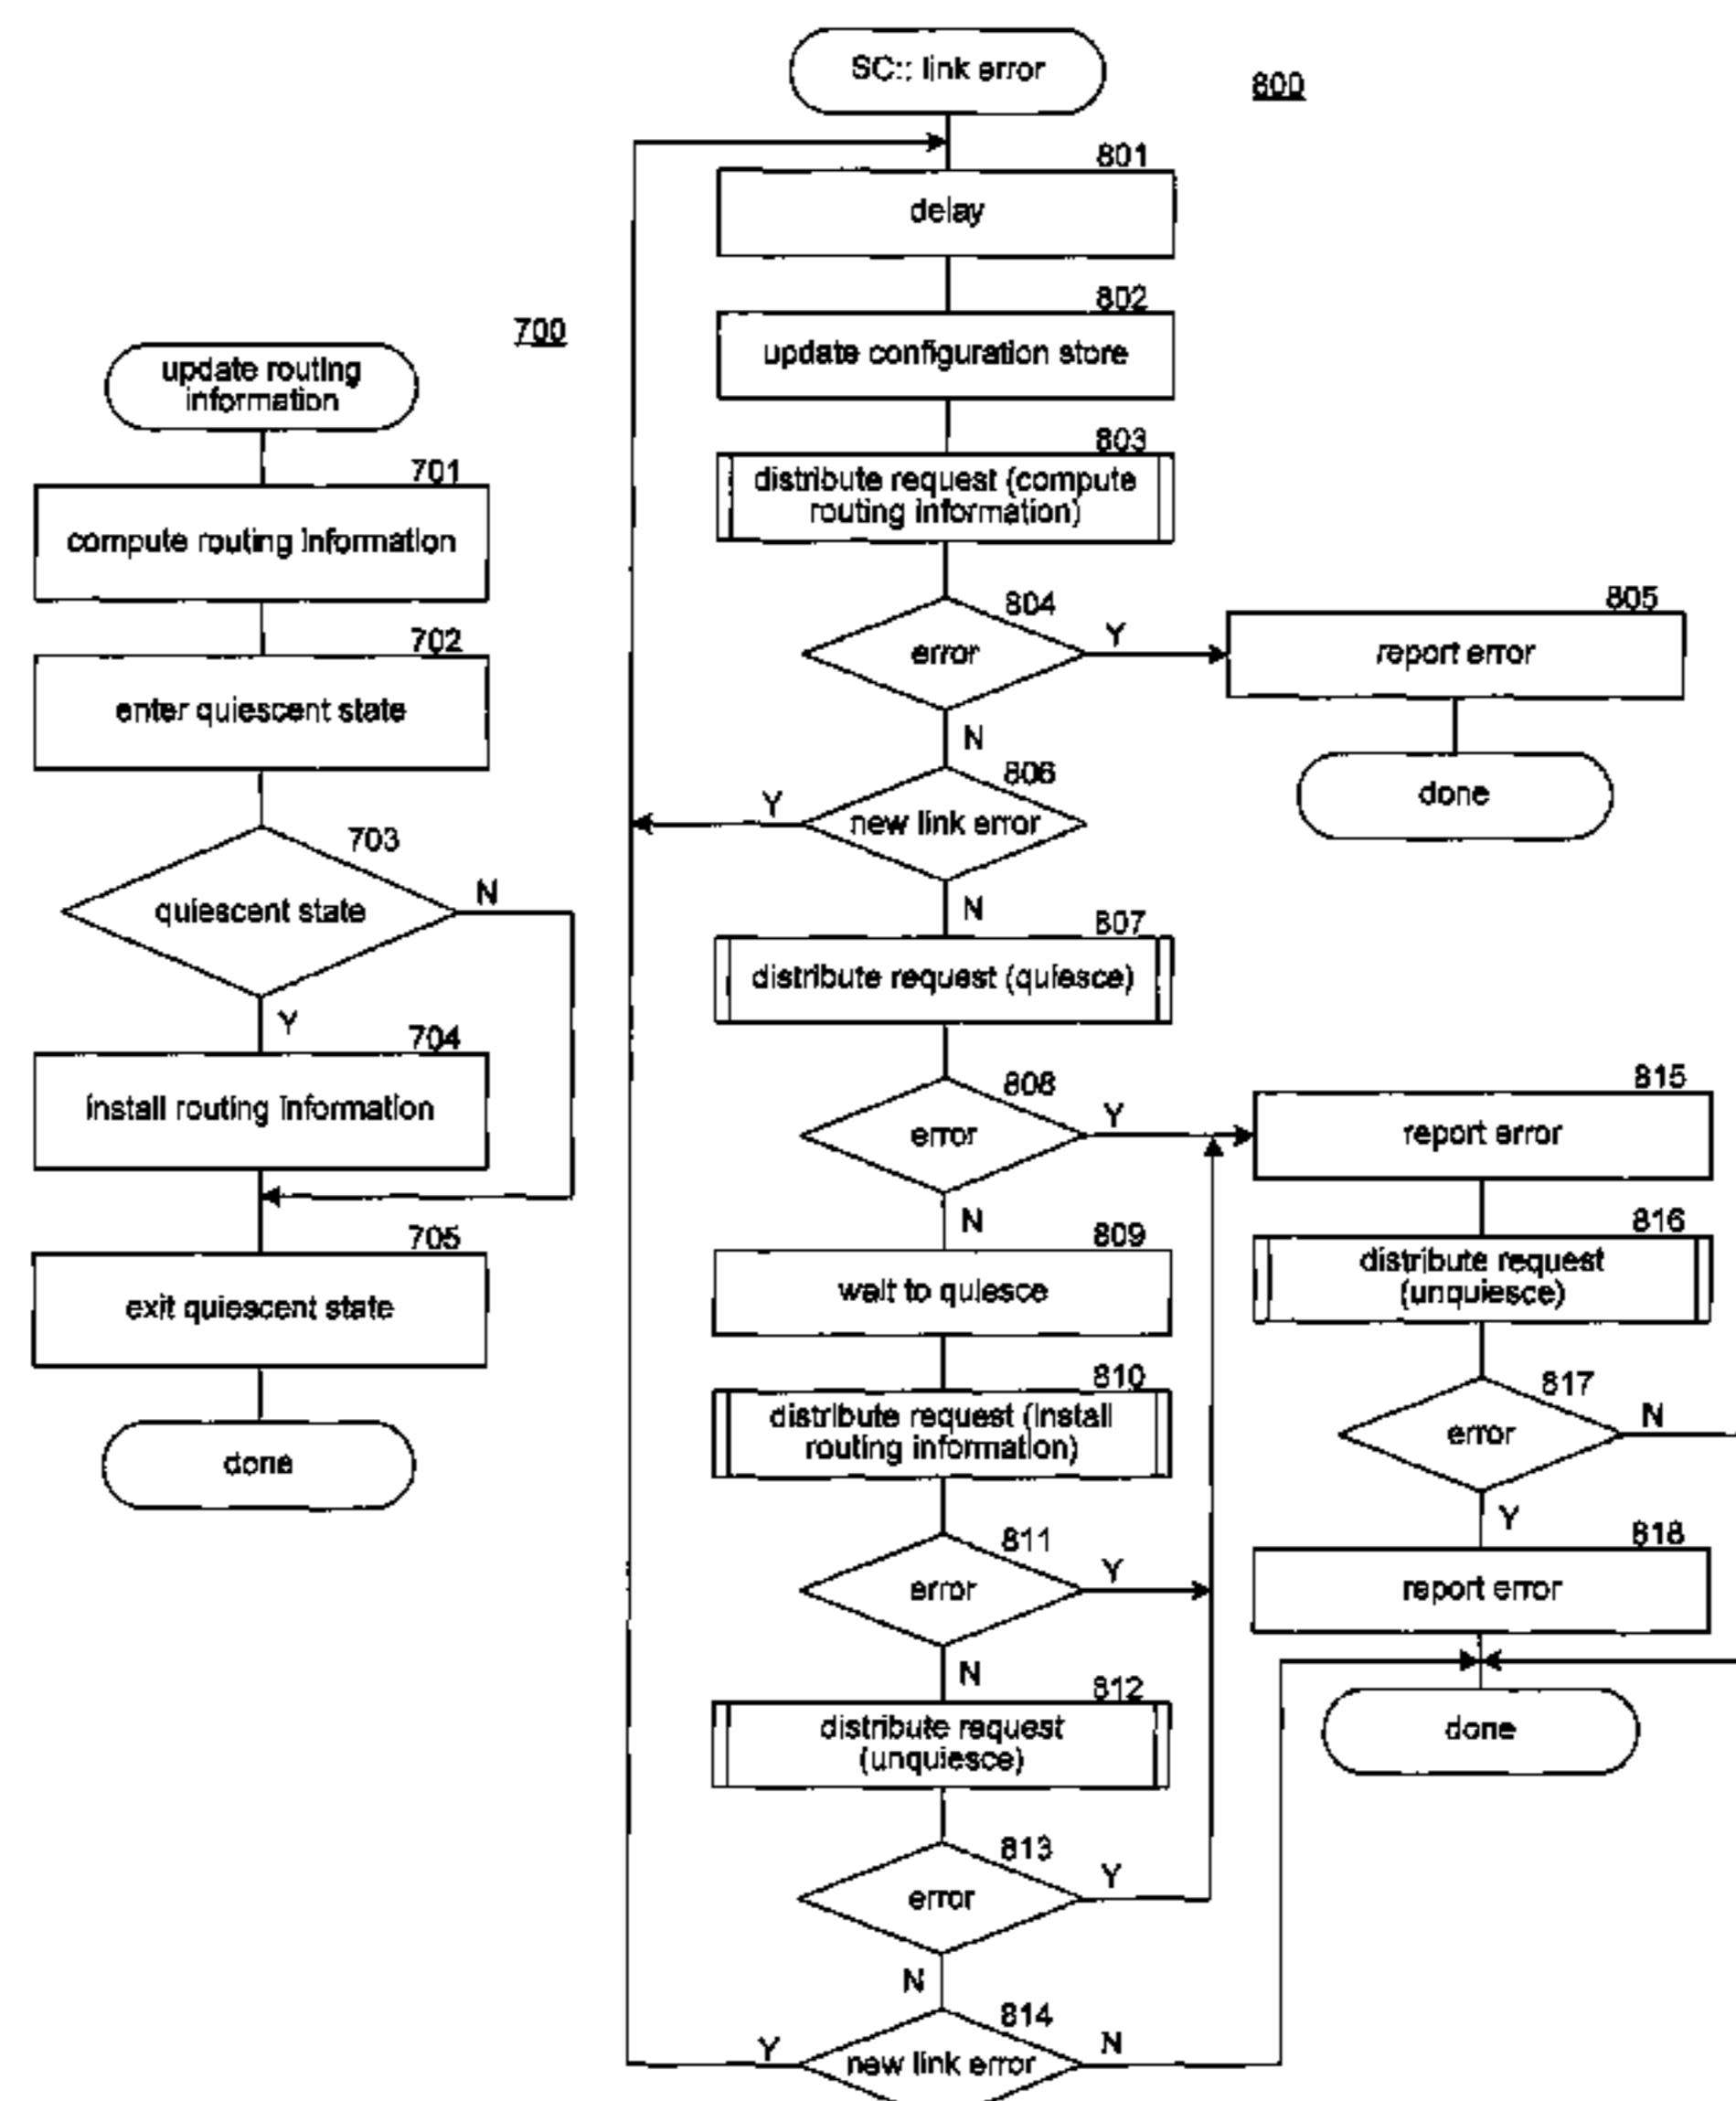 700
update routing
information
701
compute routing information
702
enter quiescent state
703
quiescent state
N
Y
704
install routing information
705
exit quiescent state
done
SC:: link error
800
801
delay
802
update configuration store
803
distribute request (compute
routing information)
804
error
Y
N
805
report error
done
806
new link error
Y
N
807
distribute request (quiesce)
808
error
Y
N
809
wait to quiesce
810
distribute request (install
routing information)
811
error
Y
N
812
distribute request
(unquiesce)
813
error
Y
N
814
new link error
Y
N
815
report error
816
distribute request
(unquiesce)
817
error
N
Y
818
report error
done